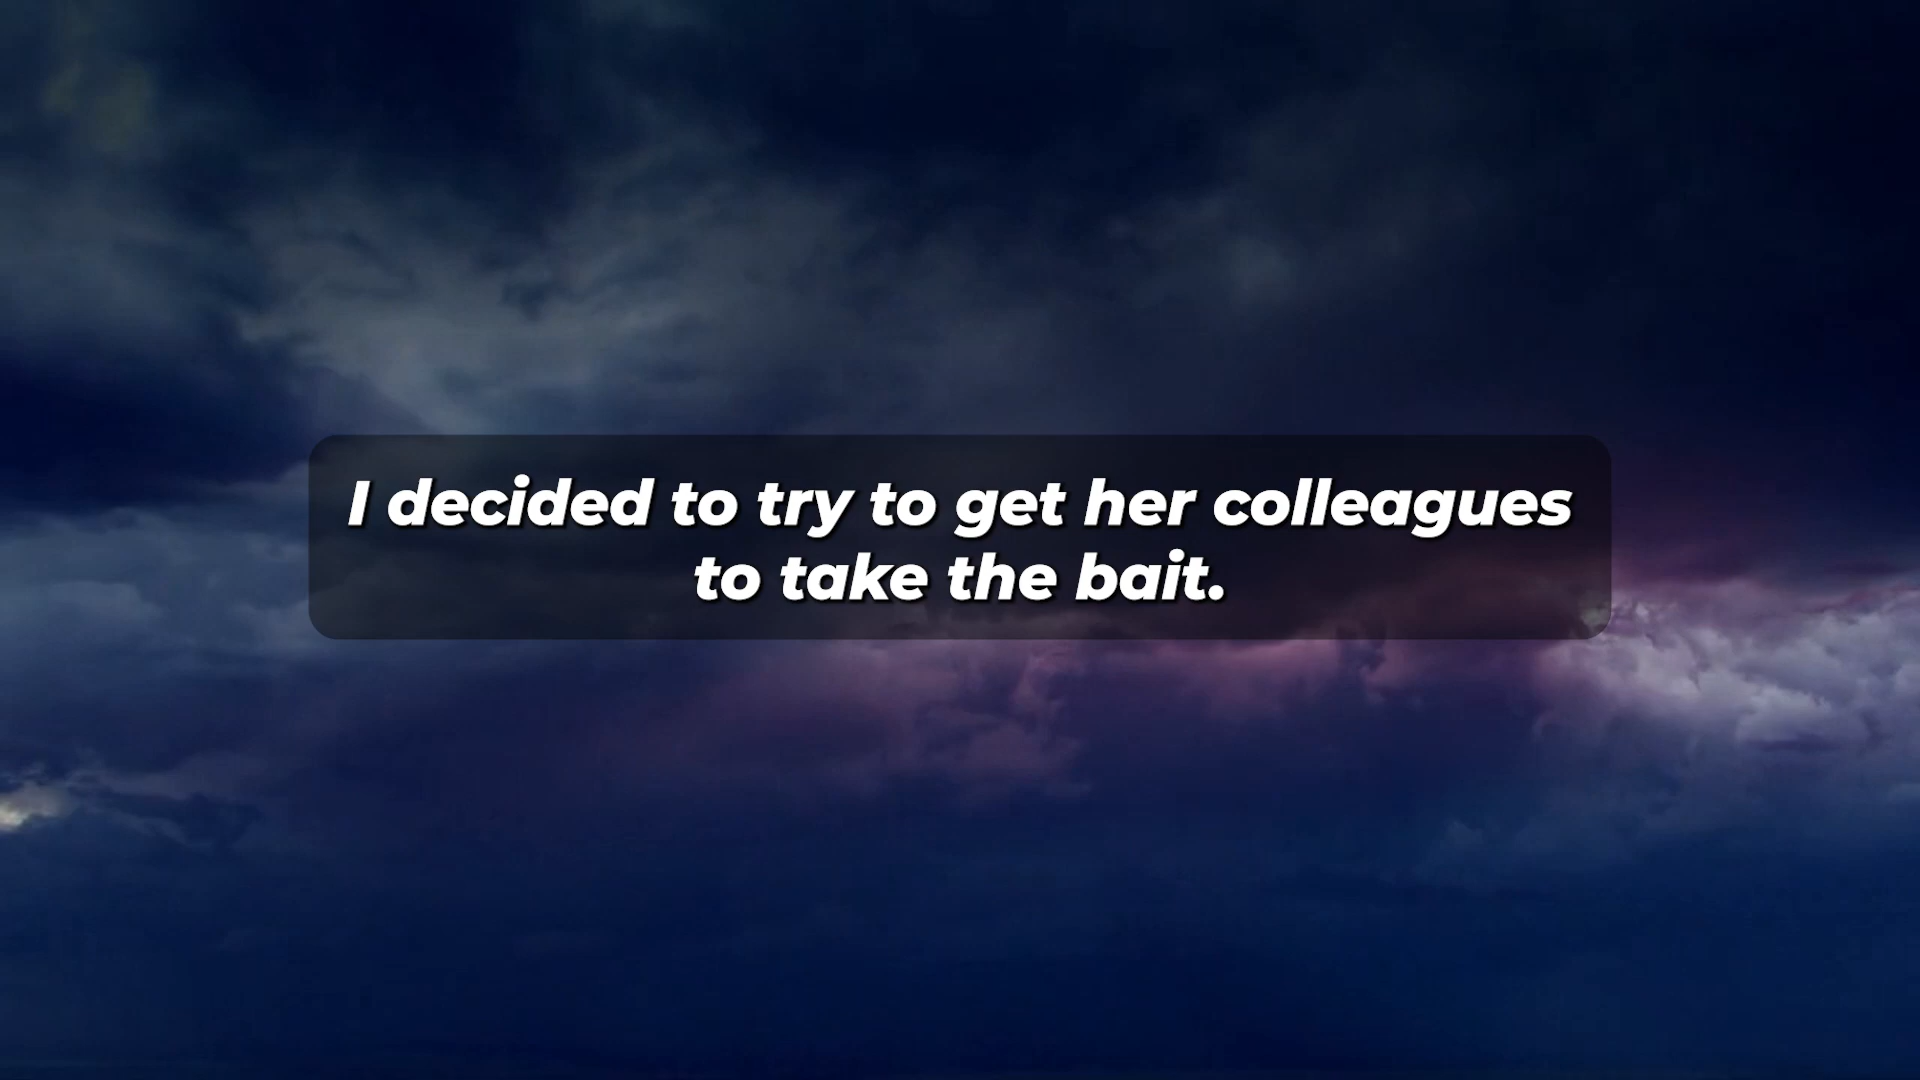 I decided to try to get her colleagues
to take the bait.